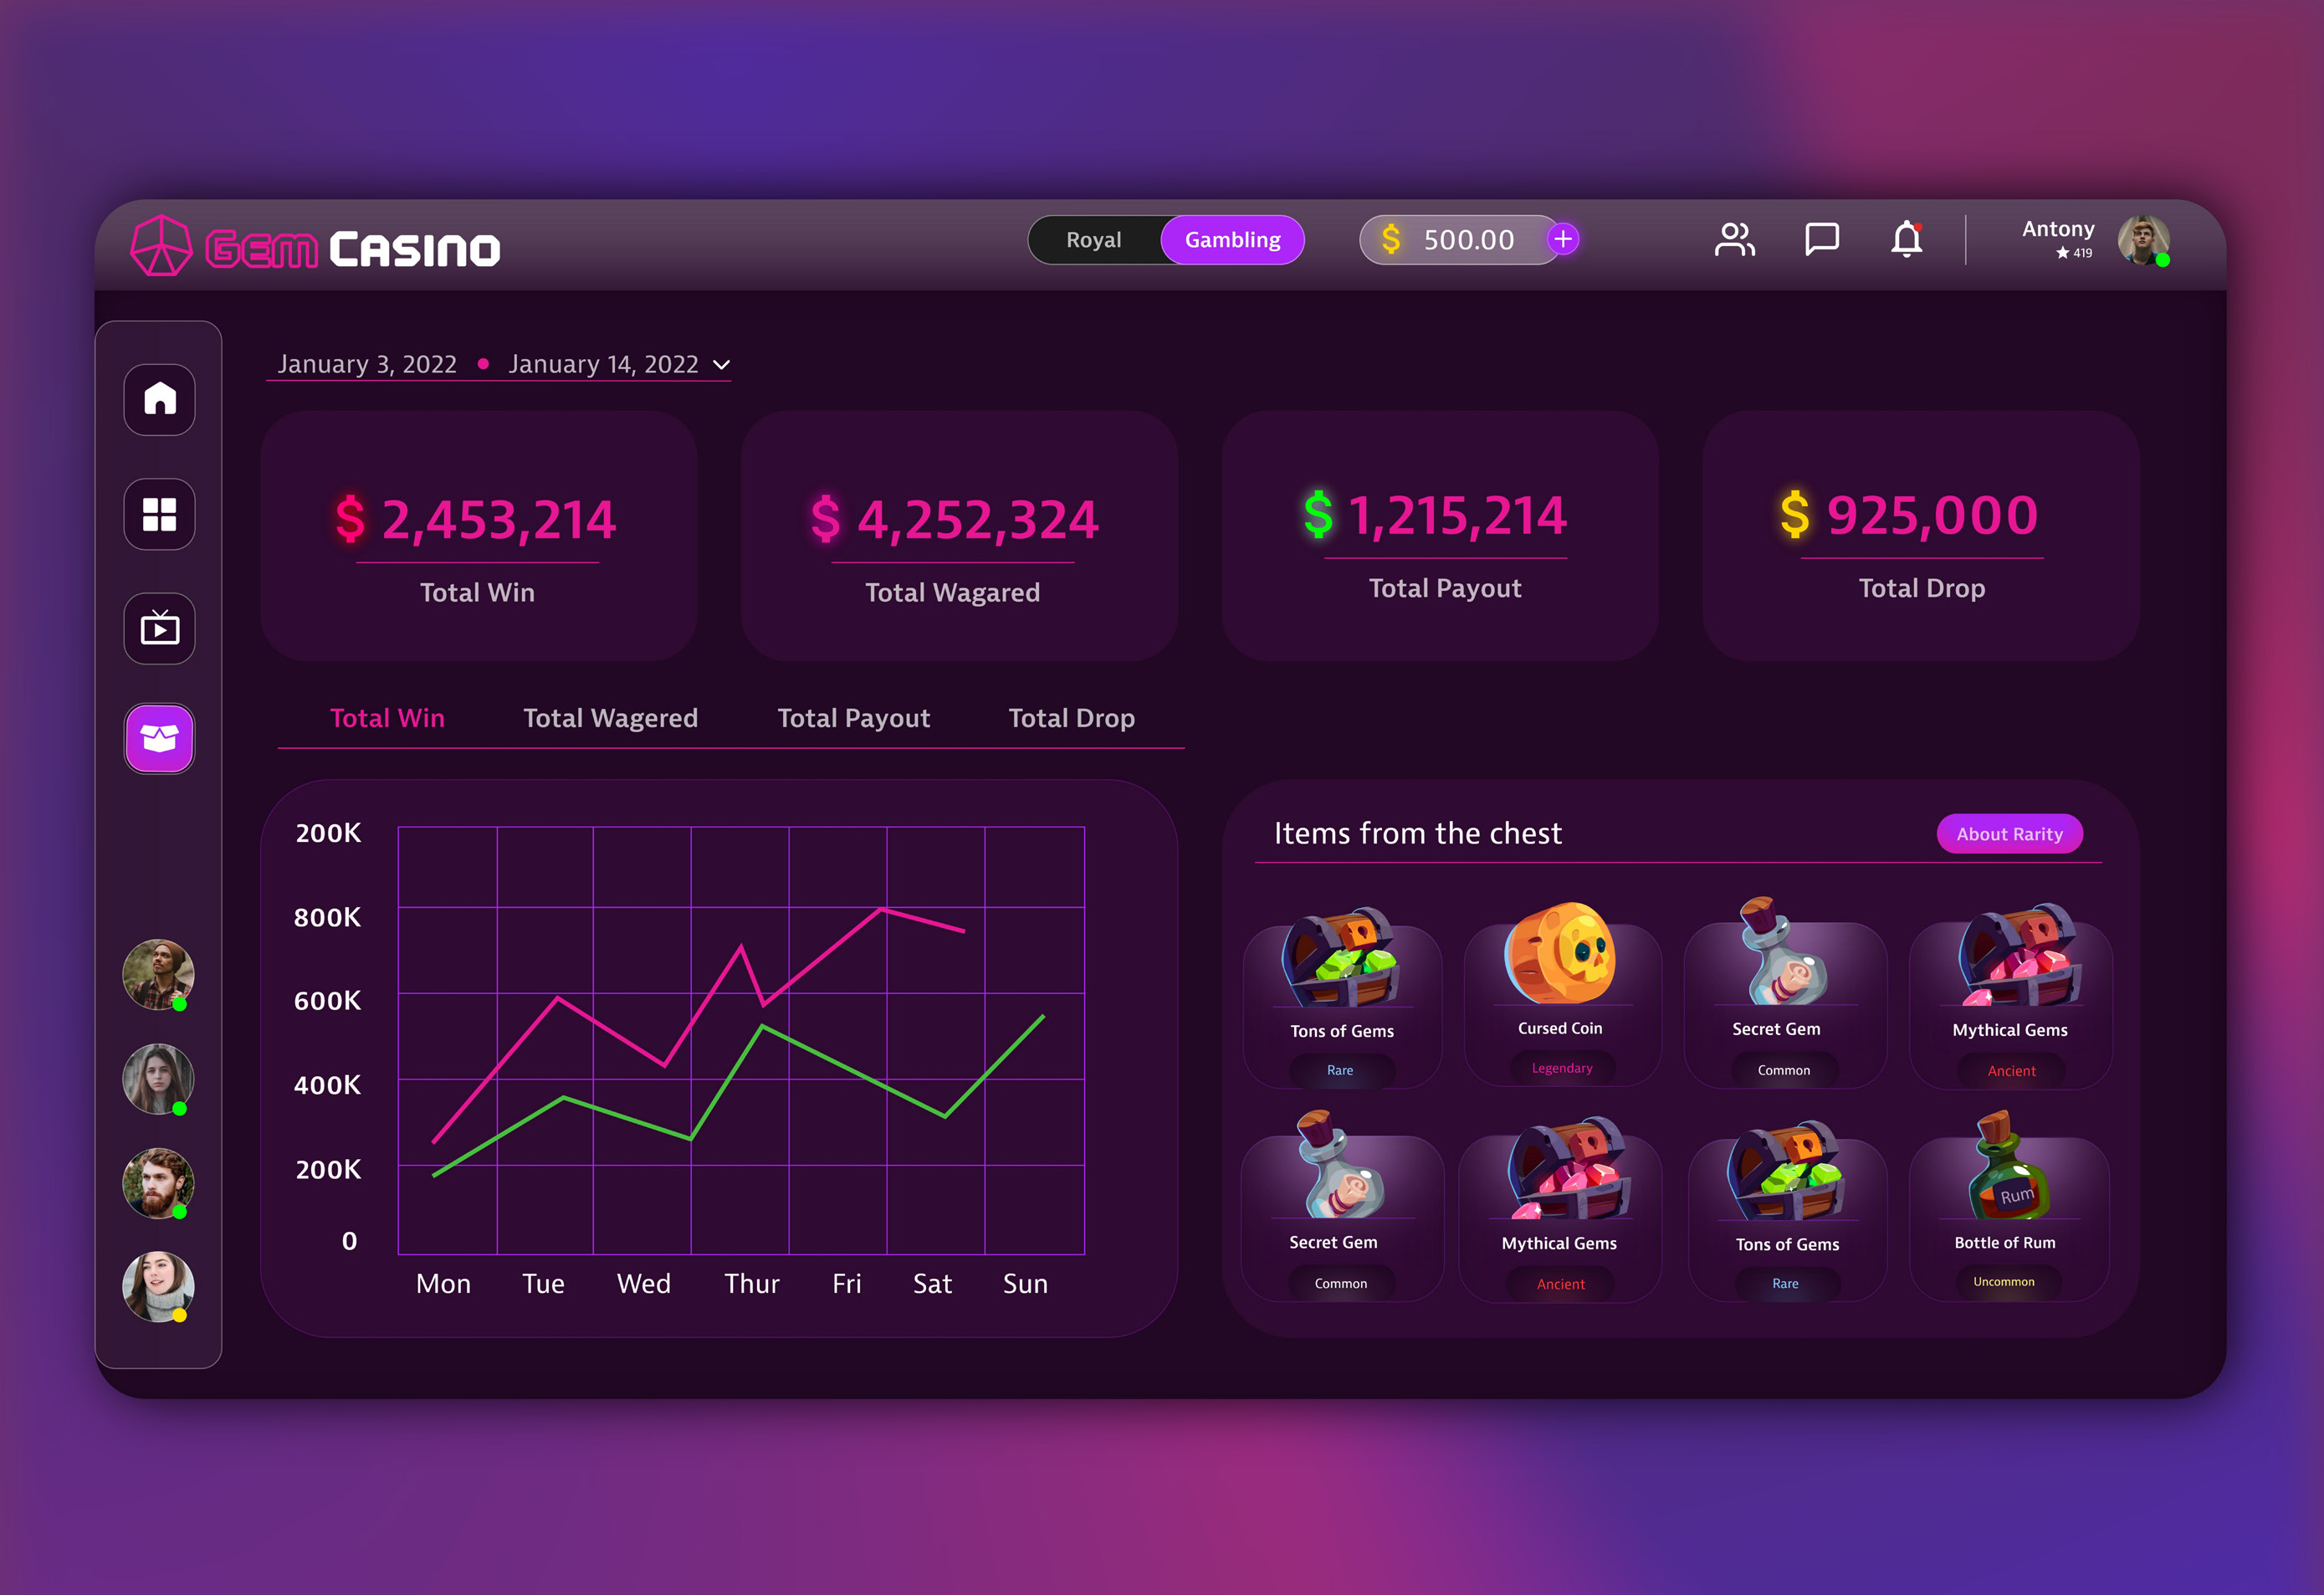 Gem Casino
Royal Gambling
$ 500.00 +
Antony
★ 419
January 3, 2022 • January 14, 2022
$ 2,453,214
Total Win
$ 4,252,324
Total Wagared
$ 1,215,214
Total Payout
$ 925,000
Total Drop
Total Win Total Wagered Total Payout Total Drop
200K
800K
600K
400K
200K
0
Mon Tue Wed Thur Fri Sat Sun
Items from the chest
About Rarity
Tons of Gems
Rare
Cursed Coin
Legendary
Secret Gem
Common
Mythical Gems
Ancient
Secret Gem
Common
Mythical Gems
Ancient
Tons of Gems
Rare
Rum
Bottle of Rum
Uncommon